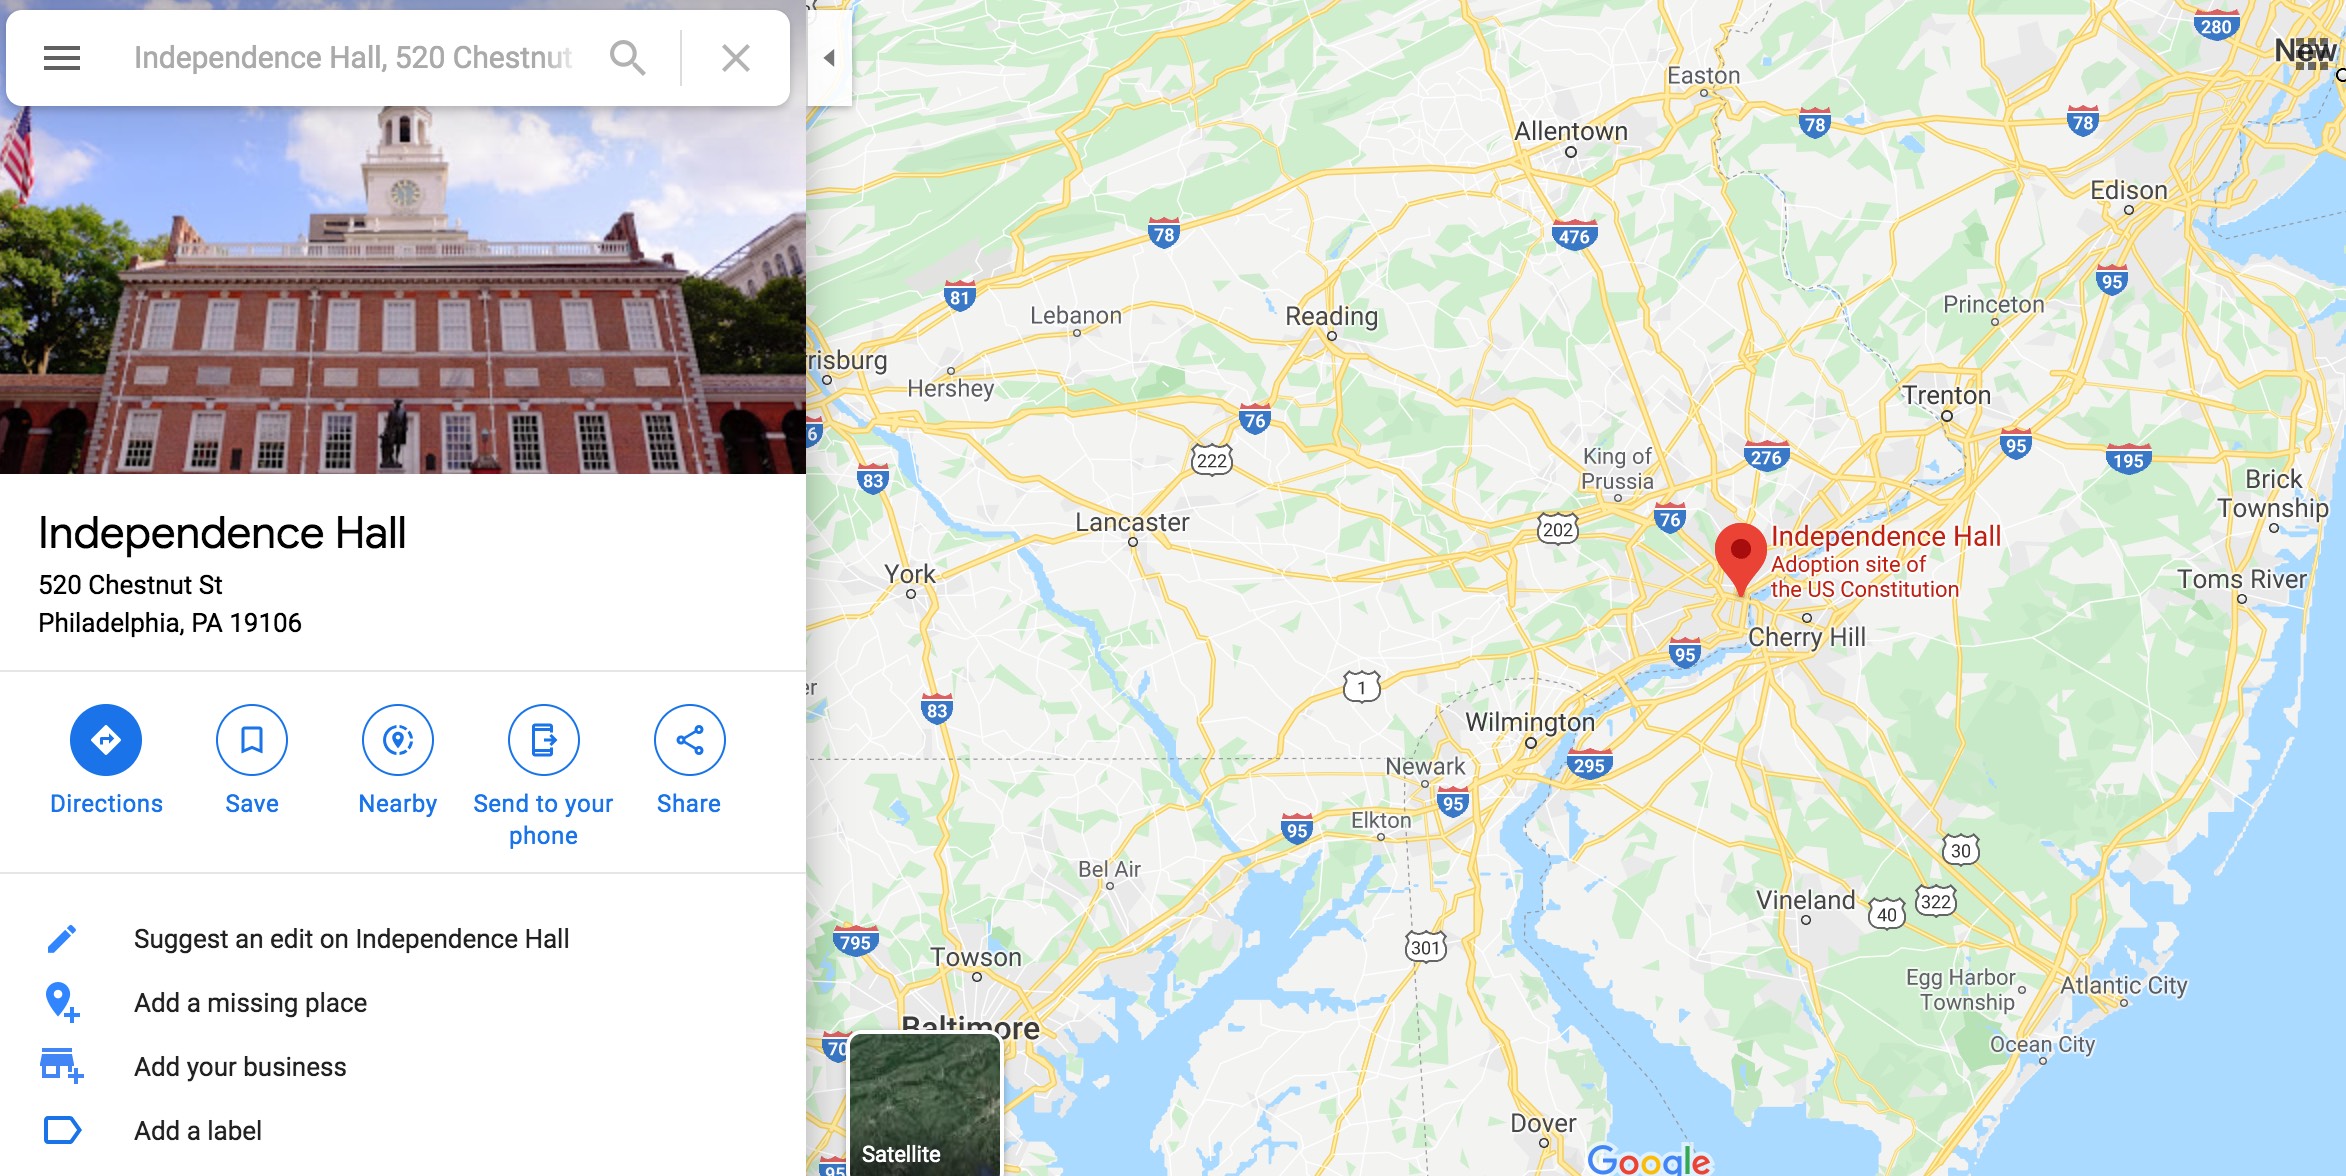 Independence Hall, 520 Chestnut
Independence Hall
520 Chestnut St
Philadelphia, PA 19106
Directions
Save
Nearby
Send to your
phone
Share
Suggest an edit on Independence Hall
Add a missing place
Add your business
Add a label
280
New
Easton
Allentown
78
78
Edison
78
476
95
81
Lebanon
Reading
Princeton
risburg
Hershey
Trenton
76
6
222
King of
Prussia
276
95
195
83
Brick
Township
Lancaster
202
76
Independence Hall
Adoption site of
the US Constitution
York
Toms River
Cherry Hill
95
er
1
83
Wilmington
Newark
295
95
Elkton
95
30
Bel Air
Vineland
40
322
795
301
Towson
Egg Harbor
Township
Atlantic City
Baltimore
70
Ocean City
Dover
Satellite
95
Google